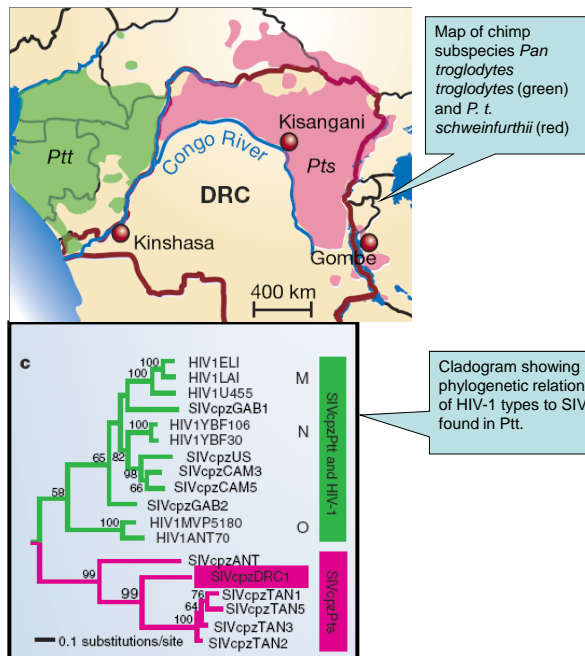 Ptt
Congo River
Kisangani
Pts
DRC
Kinshasa
Gombe
400 km
Map of chimp
subspecies Pan
troglodytes
troglodytes (green)
and P. t.
schweinfurthii (red)
c
100
HIV1ELI
100
HIV1LAI
M
HIV1U455
SIVcpzGAB1
100
HIV1YBF106
N
HIV1YBF30
65
82
SIVcpzUS
98
SIVcpzCAM3
66
SIVcpzCAM5
58
SIVcpzGAB2
100
HIV1MVP5180
O
HIV1ANT70
SIVcpzPtt and HIV-1
SIVcpzANT
99
SIVcpzDRC1
99
76
SIVcpzTAN1
64
SIVcpzTAN5
100
SIVcpzTAN3
SIVcpzTAN2
SIVcpzPts
0.1 substitutions/site
Cladogram showing
phylogenetic relation
of HIV-1 types to SIV
found in Ptt.